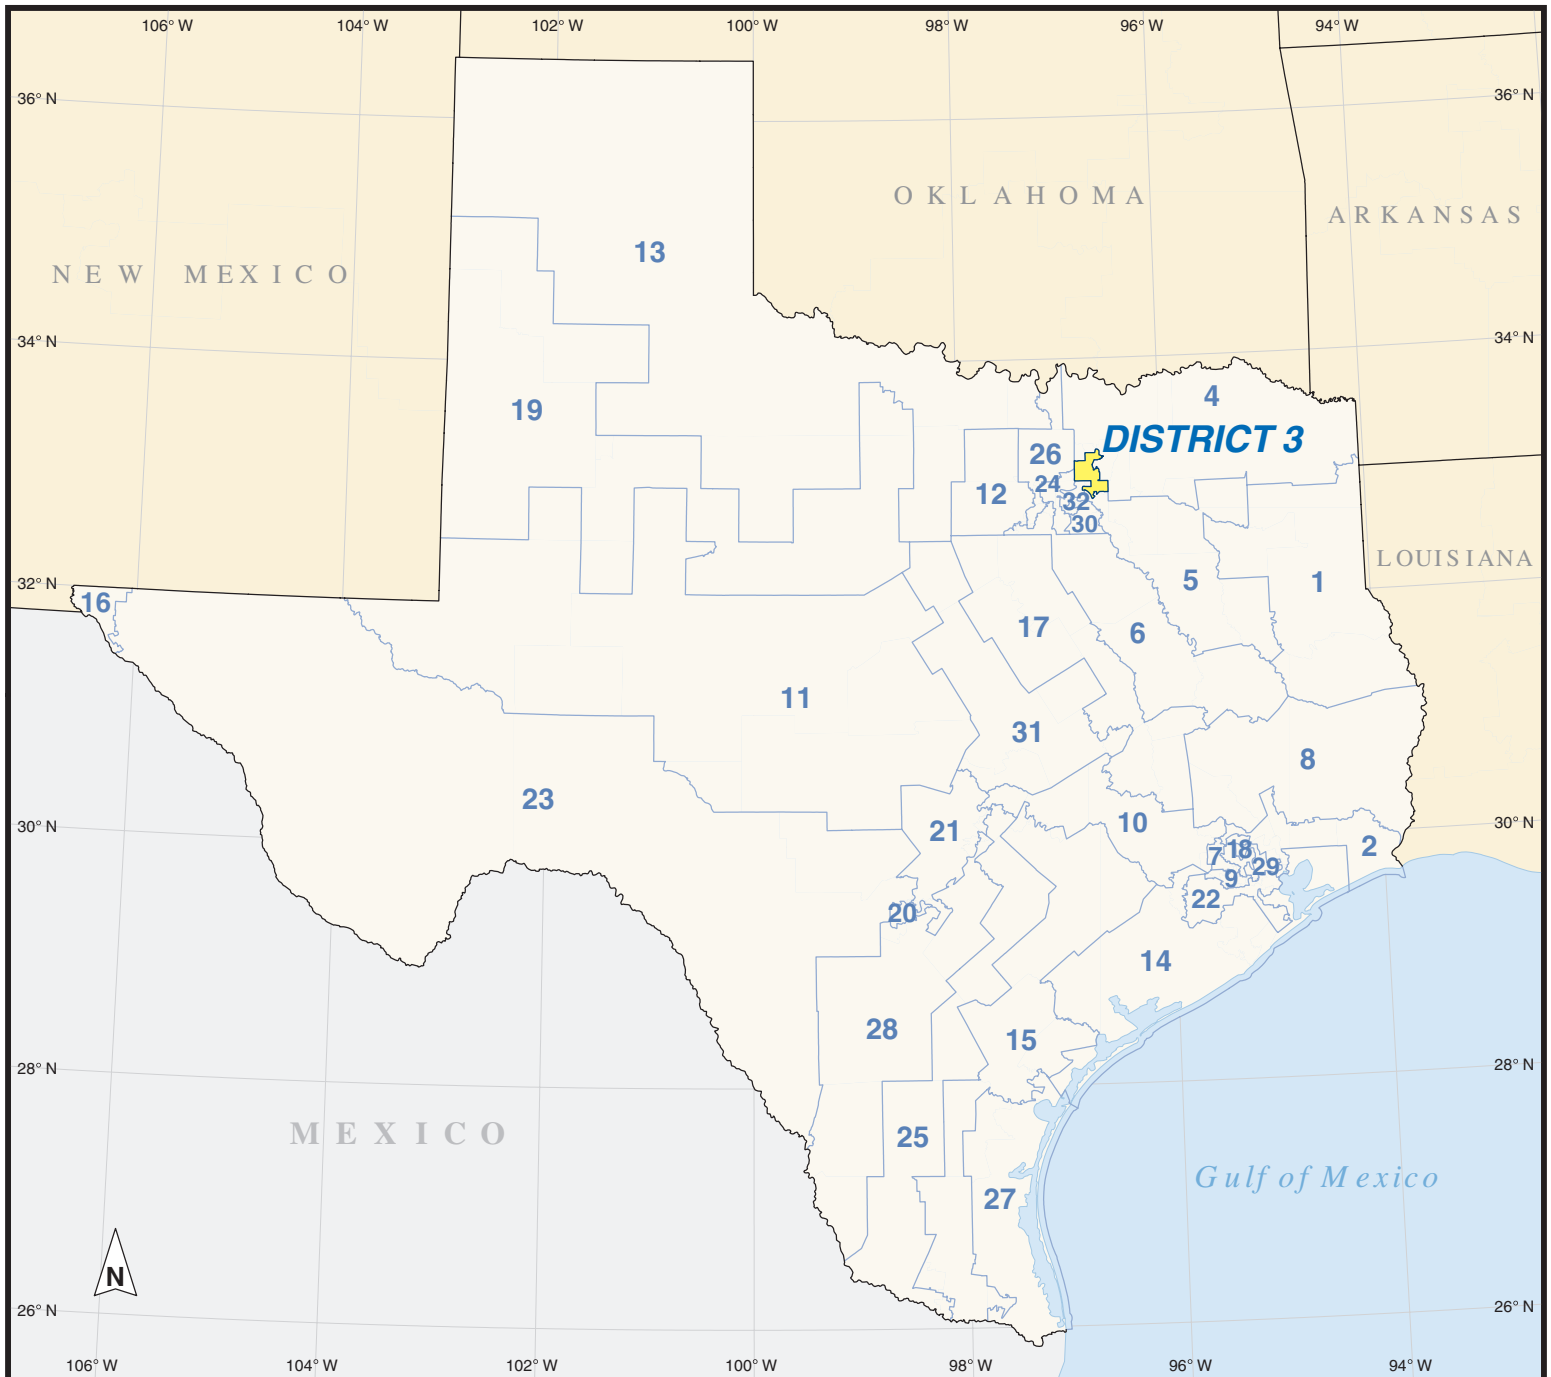 106° W 104° W 102° W 100° W 98° W 96° W 94° W
36° N 36° N
OKLAHOMA
ARKANSAS
13
NEW MEXICO
34° N 34° N
4
19
DISTRICT 3
26
24
12
32
30
LOUISIANA
32° N
5
1
16
17
6
11
31
8
23
30° N 30° N
10
21
2
18
7
29
9
22
20
14
28
15
28° N 28° N
MEXICO
25
Gulf of Mexico
27
N
26° N 26° N
106° W 104° W 102° W 100° W 98° W 96° W 94° W